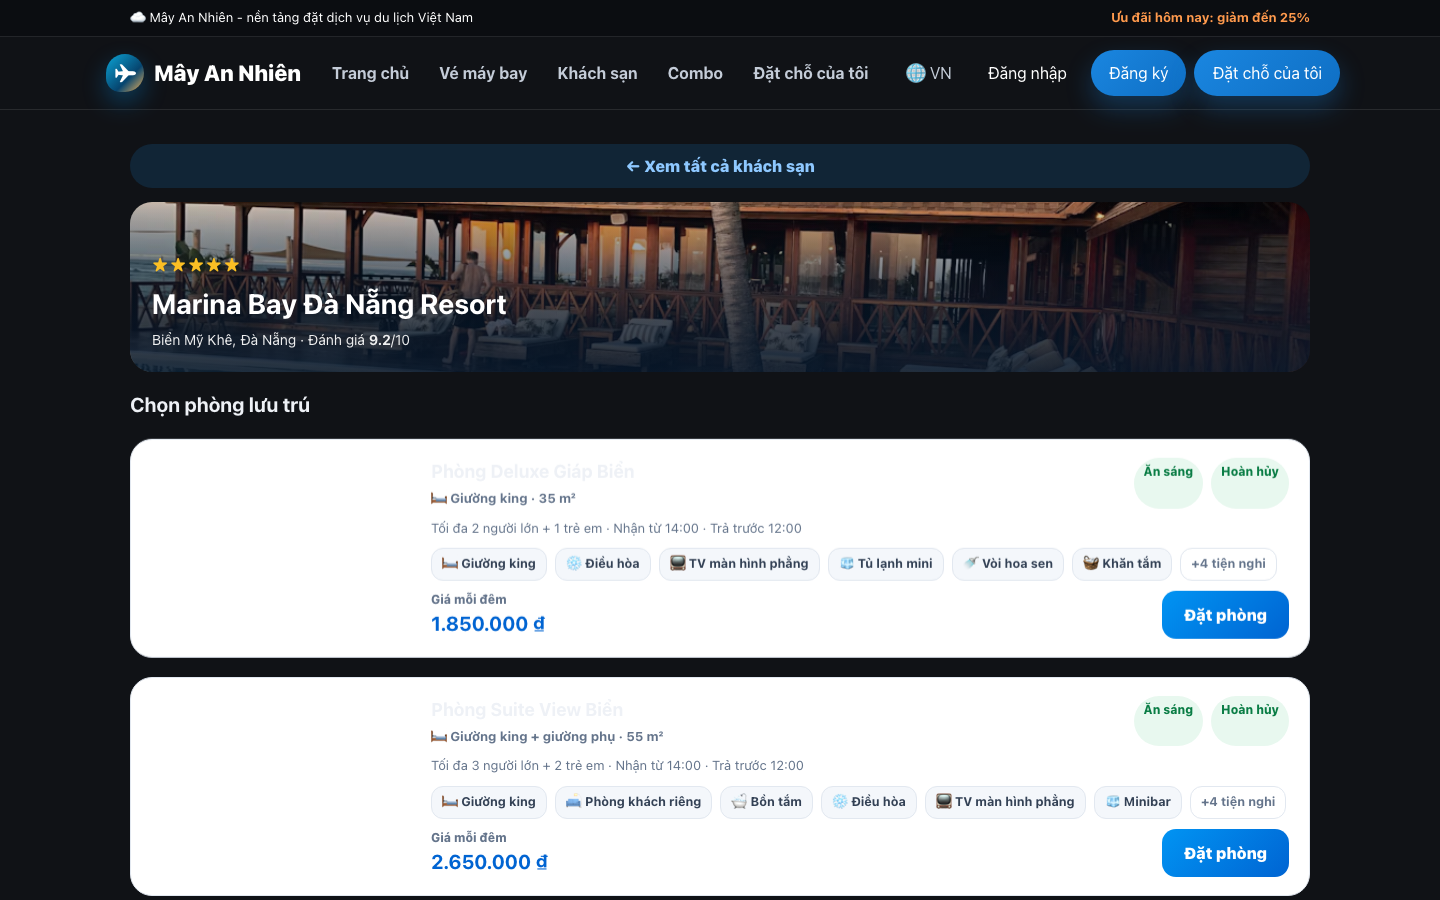 ☁️ Mây An Nhiên - nền tảng đặt dịch vụ du lịch Việt Nam
Ưu đãi hôm nay: giảm đến 25%
Mây An Nhiên
Trang chủ
Vé máy bay
Khách sạn
Combo
Đặt chỗ của tôi
🌐 VN
Đăng nhập
Đăng ký
Đặt chỗ của tôi
← Xem tất cả khách sạn
★★★★★
Marina Bay Đà Nẵng Resort
Biển Mỹ Khê, Đà Nẵng · Đánh giá 9.2/10
Chọn phòng lưu trú
Phòng Deluxe Giáp Biển
Ăn sáng
Hoàn hủy
🛏️ Giường king · 35 m²
Tối đa 2 người lớn + 1 trẻ em · Nhận từ 14:00 · Trả trước 12:00
🛏️ Giường king
❄️ Điều hòa
📺 TV màn hình phẳng
🧊 Tủ lạnh mini
🚿 Vòi hoa sen
🧺 Khăn tắm
+4 tiện nghi
Giá mỗi đêm
1.850.000 ₫
Đặt phòng
Phòng Suite View Biển
Ăn sáng
Hoàn hủy
🛏️ Giường king + giường phụ · 55 m²
Tối đa 3 người lớn + 2 trẻ em · Nhận từ 14:00 · Trả trước 12:00
🛏️ Giường king
🛋️ Phòng khách riêng
🛁 Bồn tắm
❄️ Điều hòa
📺 TV màn hình phẳng
🧊 Minibar
+4 tiện nghi
Giá mỗi đêm
2.650.000 ₫
Đặt phòng